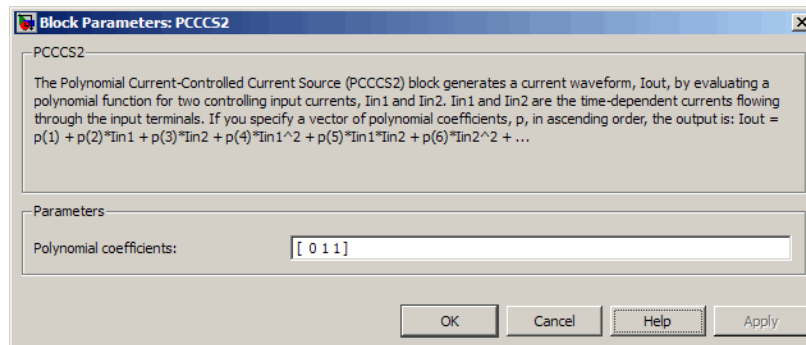 Block Parameters: PCCCS2
PCCCS2
The Polynomial Current-Controlled Current Source (PCCCS2) block generates a current waveform, Iout, by evaluating a
polynomial function for two controlling input currents, Iin1 and Iin2. Iin1 and Iin2 are the time-dependent currents flowing
through the input terminals. If you specify a vector of polynomial coefficients, p, in ascending order, the output is: Iout =
p(1) + p(2)*Iin1 + p(3)*Iin2 + p(4)*Iin1^2 + p(5)*Iin1*Iin2 + p(6)*Iin2^2 + ...
Parameters
Polynomial coefficients: [ 0 1 1]
OK Cancel Help Apply